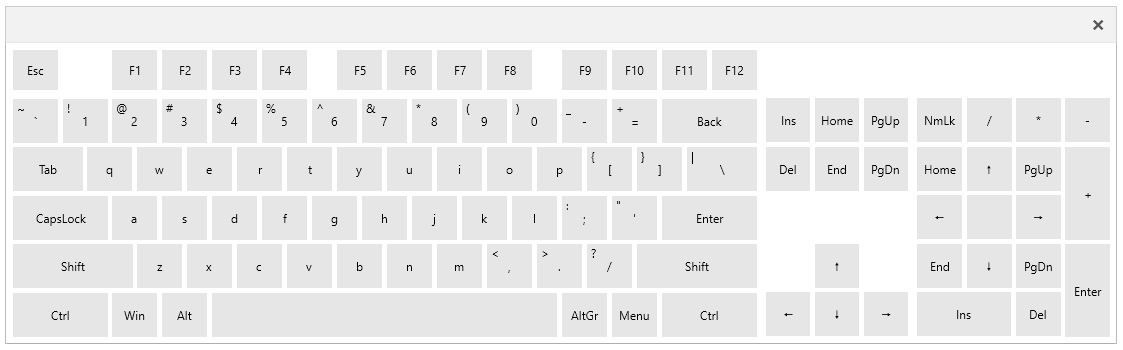 ✕
Esc F1 F2 F3 F4 F5 F6 F7 F8 F9 F10 F11 F12
~ ` ! 1 @ 2 # 3 $ 4 % 5 ^ 6 & 7 * 8 ( 9 ) 0 _ - + = Back Ins Home PgUp NmLk / * -
Tab q w e r t y u i o p { [ } ] | \ Del End PgDn Home ↑ PgUp +
CapsLock a s d f g h j k l : ; " ' Enter ← →
Shift z x c v b n m < , > . ? / Shift ↑ End ↓ PgDn Enter
Ctrl Win Alt AltGr Menu Ctrl ← ↓ → Ins Del